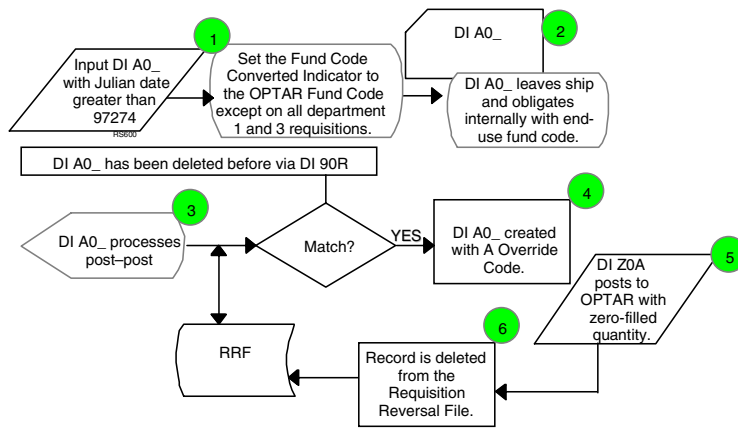 1
Input DI A0_
with Julian date
greater than
97274
RS600
Set the Fund Code
Converted Indicator to
the OPTAR Fund Code
except on all department
1 and 3 requisitions.
DI A0_
2
DI A0_ leaves ship
and obligates
internally with end-
use fund code.
DI A0_ has been deleted before via DI 90R
3
DI A0_ processes
post–post
Match?
YES
4
DI A0_ created
with A Override
Code.
5
DI Z0A
posts to
OPTAR with
zero-filled
quantity.
RRF
6
Record is deleted
from the
Requisition
Reversal File.